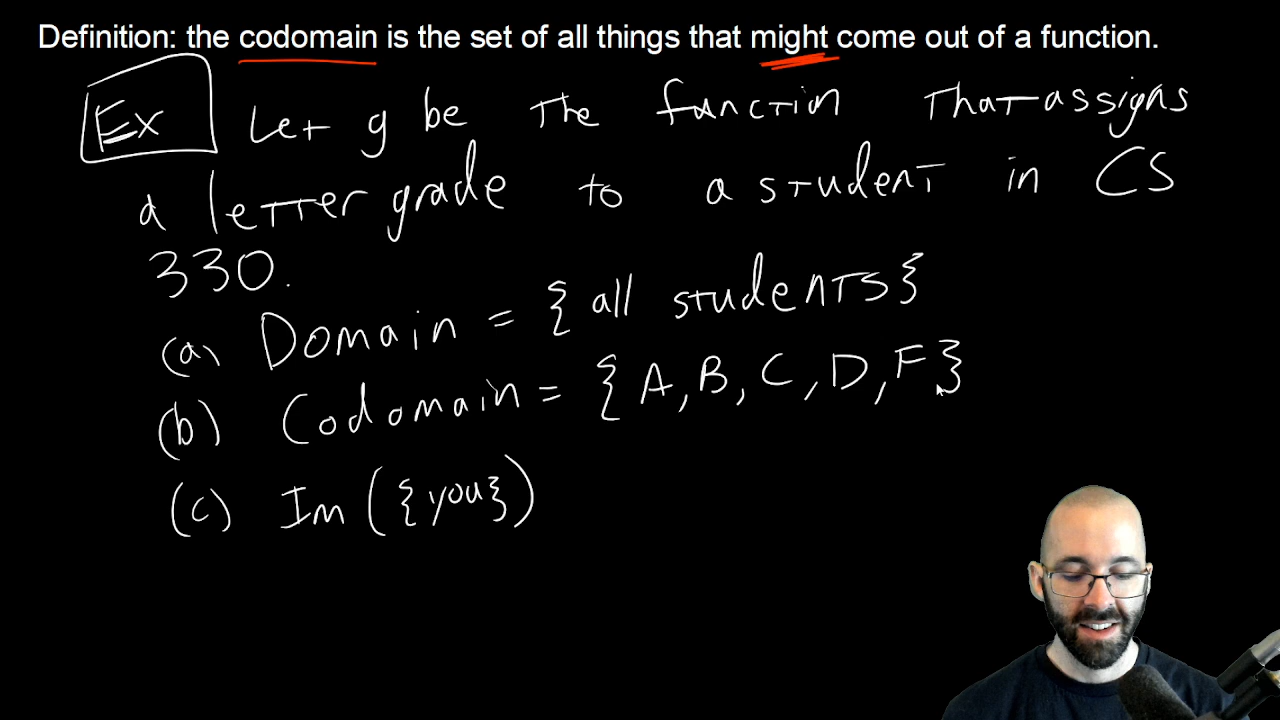 Definition: the codomain is the set of all things that might come out of a function.
Ex Let g be the function that assigns
a letter grade to a student in CS
330.
(a) Domain = { all students }
(b) Codomain = { A, B, C, D, F }
(c) Im ( { you } )